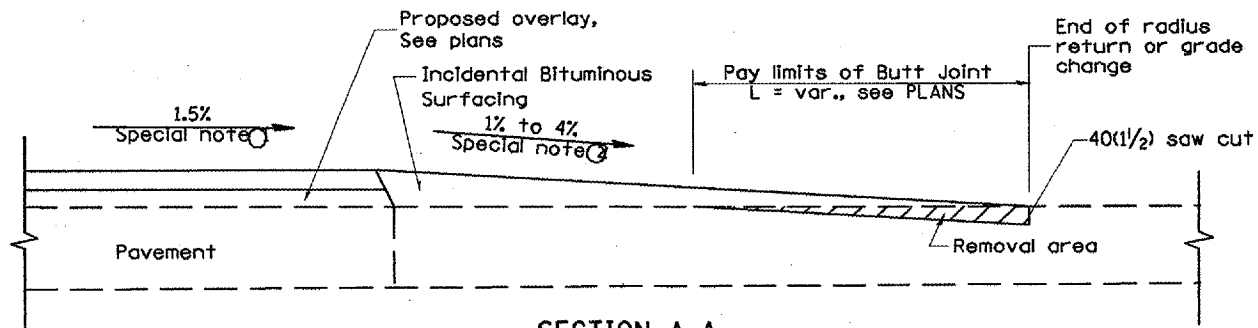 Proposed overlay,
See plans
Incidental Bituminous
Surfacing
End of radius
return or grade
change
Pay limits of Butt Joint
L = var., see PLANS
1.5%
Special note 1
1% to 4%
Special note 2
40(1½) saw cut
Removal area
Pavement
SECTION A-A